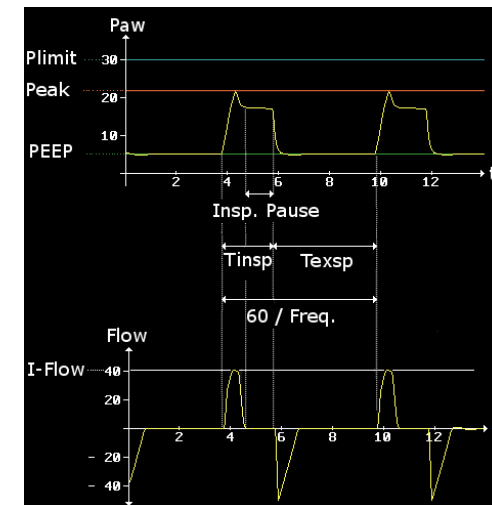 Paw
Plimit 30
Peak 20
10
PEEP
2 4 6 8 10 12 t
Insp. Pause
Tinsp Texsp
60 / Freq.
Flow
I-Flow 40
20
2 4 6 8 10 12
- 20
- 40